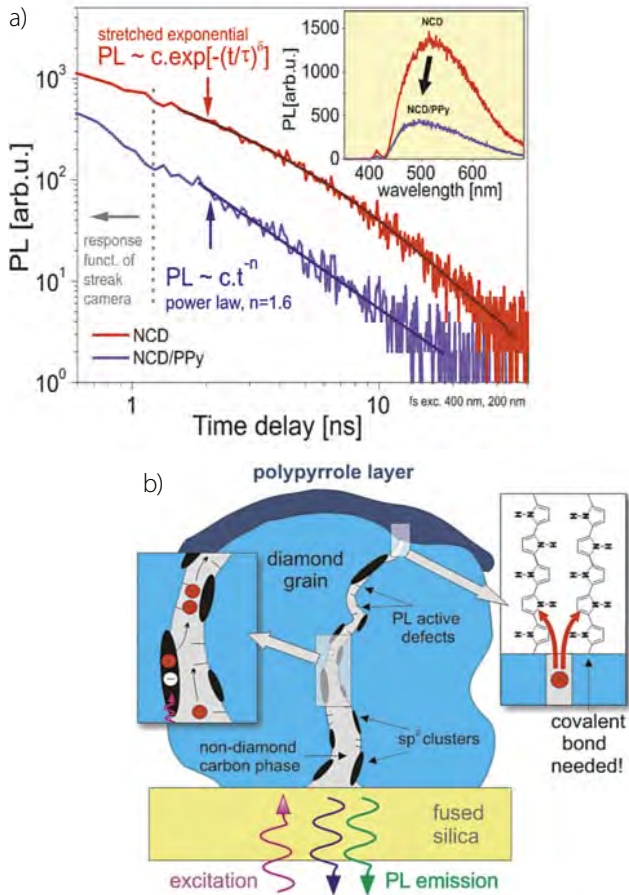 a)
stretched exponential
PL ~ c.exp[-(t/τ)^δ]
PL [arb.u.]
10^3
10^2
10^1
10^0
response
funct. of
streak
camera
PL ~ c.t^-n
power law, n=1.6
NCD
NCD/PPy
1
10
Time delay [ns]
fs exc. 400 nm, 200 nm
PL[arb.u.]
1500
1000
500
0
NCD
NCD/PPy
400
500
600
wavelength [nm]
b)
polypyrrole layer
diamond
grain
PL active
defects
non-diamond
carbon phase
clusters
fused
silica
excitation
PL emission
N
H
N
H
N
H
N
H
N
H
N
H
N
H
N
H
covalent
bond
needed!